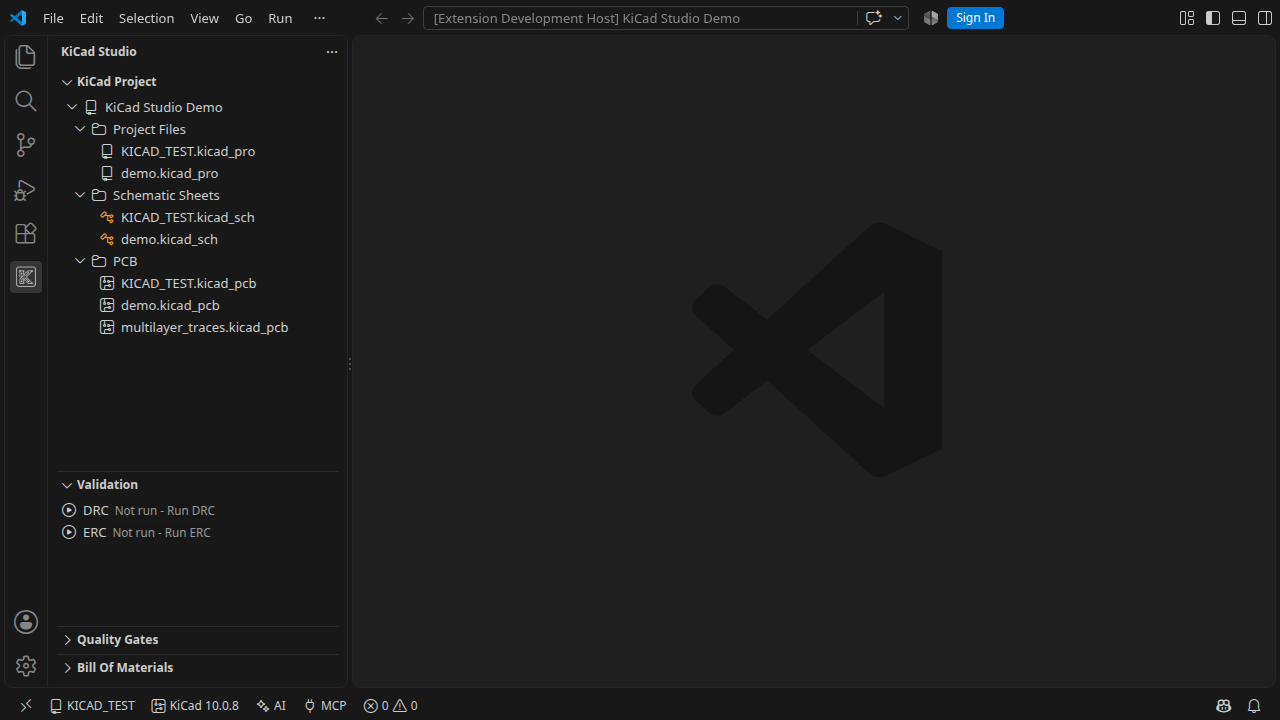 File Edit Selection View Go Run ··· [Extension Development Host] KiCad Studio Demo Sign In
KiCad Studio ···
KiCad Project
KiCad Studio Demo
Project Files
KICAD_TEST.kicad_pro
demo.kicad_pro
Schematic Sheets
KICAD_TEST.kicad_sch
demo.kicad_sch
PCB
KICAD_TEST.kicad_pcb
demo.kicad_pcb
multilayer_traces.kicad_pcb
Validation
DRC Not run - Run DRC
ERC Not run - Run ERC
Quality Gates
Bill Of Materials
KICAD_TEST KiCad 10.0.8 AI MCP 0 0